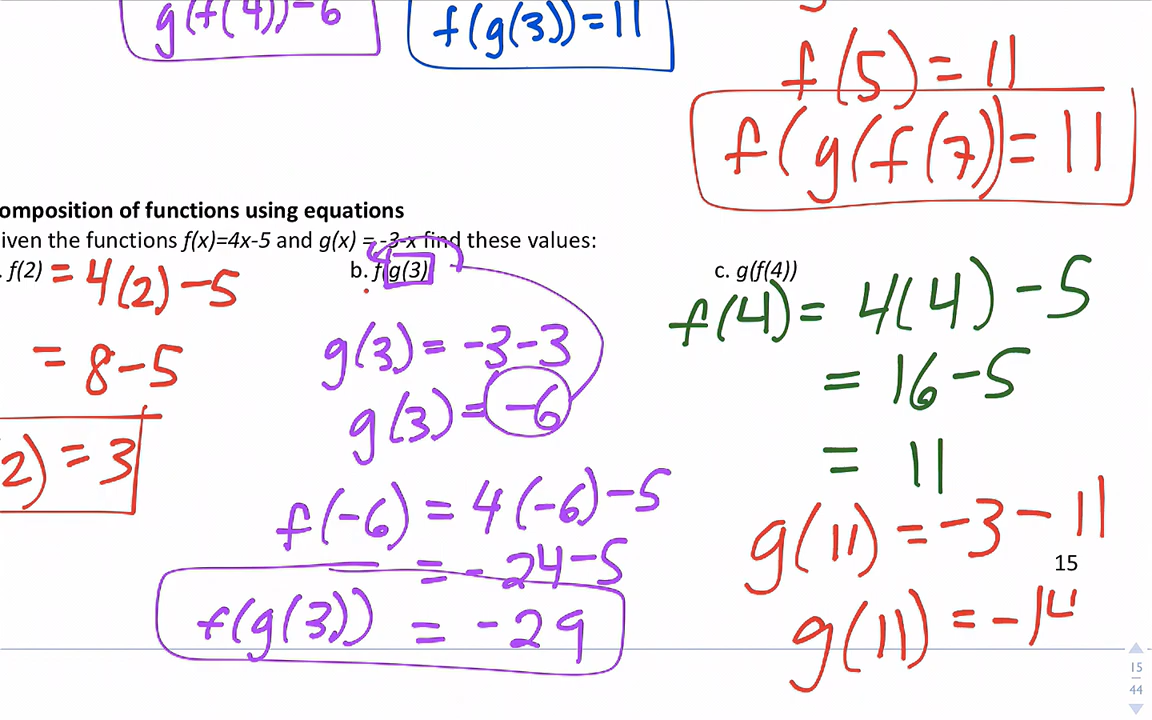 g(f(4))=6
f(g(3))=11
f(5)=11
f(g(f(7))=11
omposition of functions using equations
iven the functions f(x)=4x-5 and g(x) =-3-x find these values:
. f(2) = 4(2)-5
= 8-5
2) = 3
b. f(g(3)
g(3) = -3-3
g(3) = -6
f(-6) = 4(-6)-5
= -24-5
f(g(3)) = -29
c. g(f(4))
f(4) = 4(4)-5
= 16-5
= 11
g(11) = -3-11
15
g(11) = -14
15
44